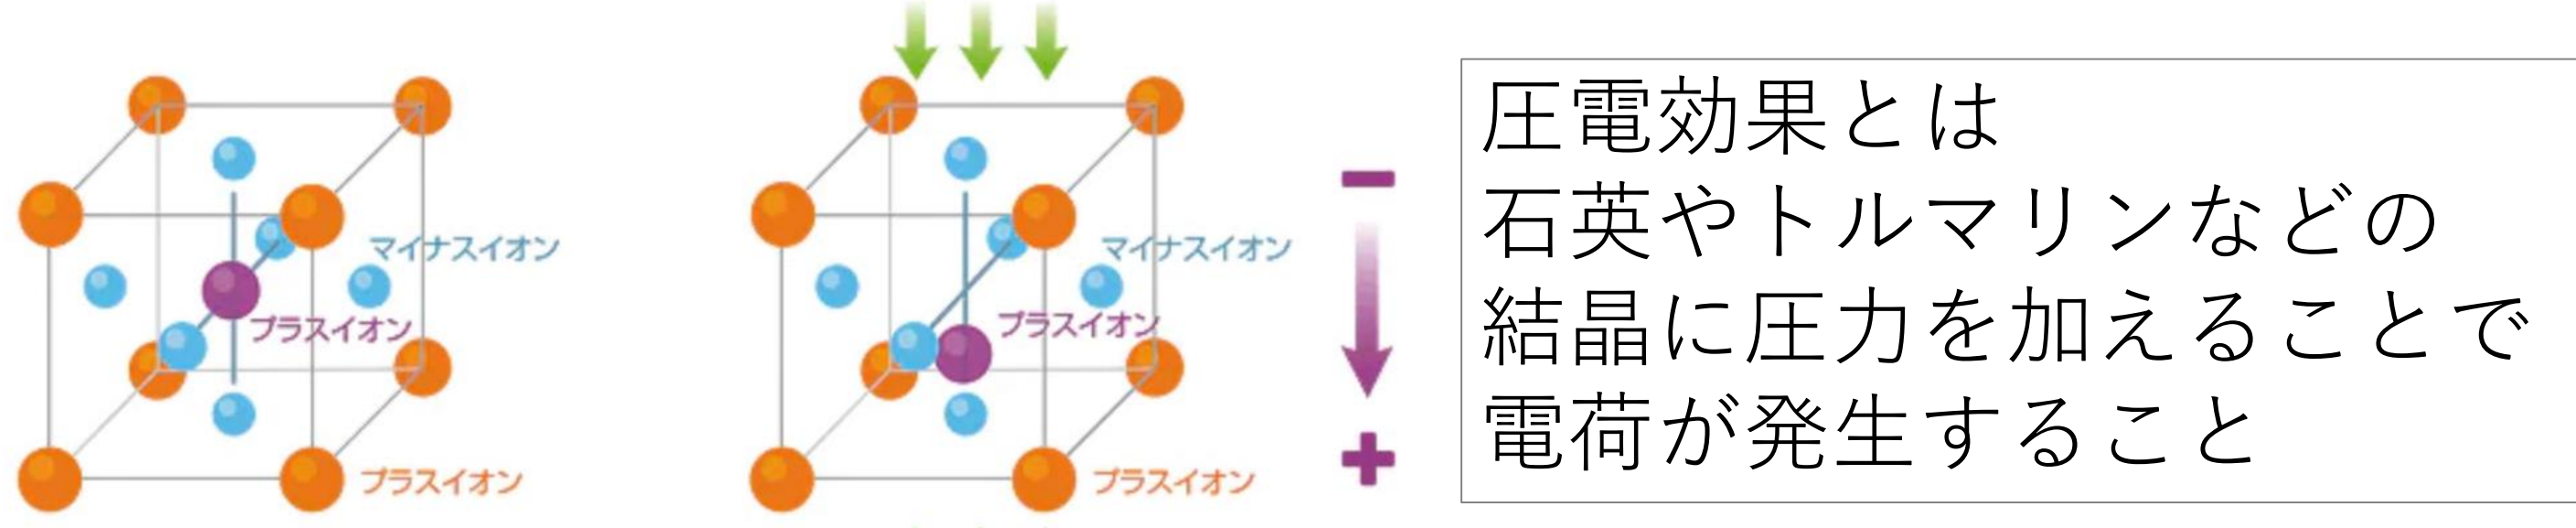 マイナスイオン
プラスイオン
プラスイオン
マイナスイオン
プラスイオン
プラスイオン
−
+
圧電効果とは
石英やトルマリンなどの
結晶に圧力を加えることで
電荷が発生すること